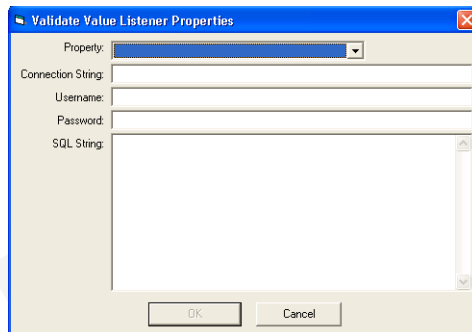 Validate Value Listener Properties
Property:
Connection String:
Username:
Password:
SQL String:
OK
Cancel